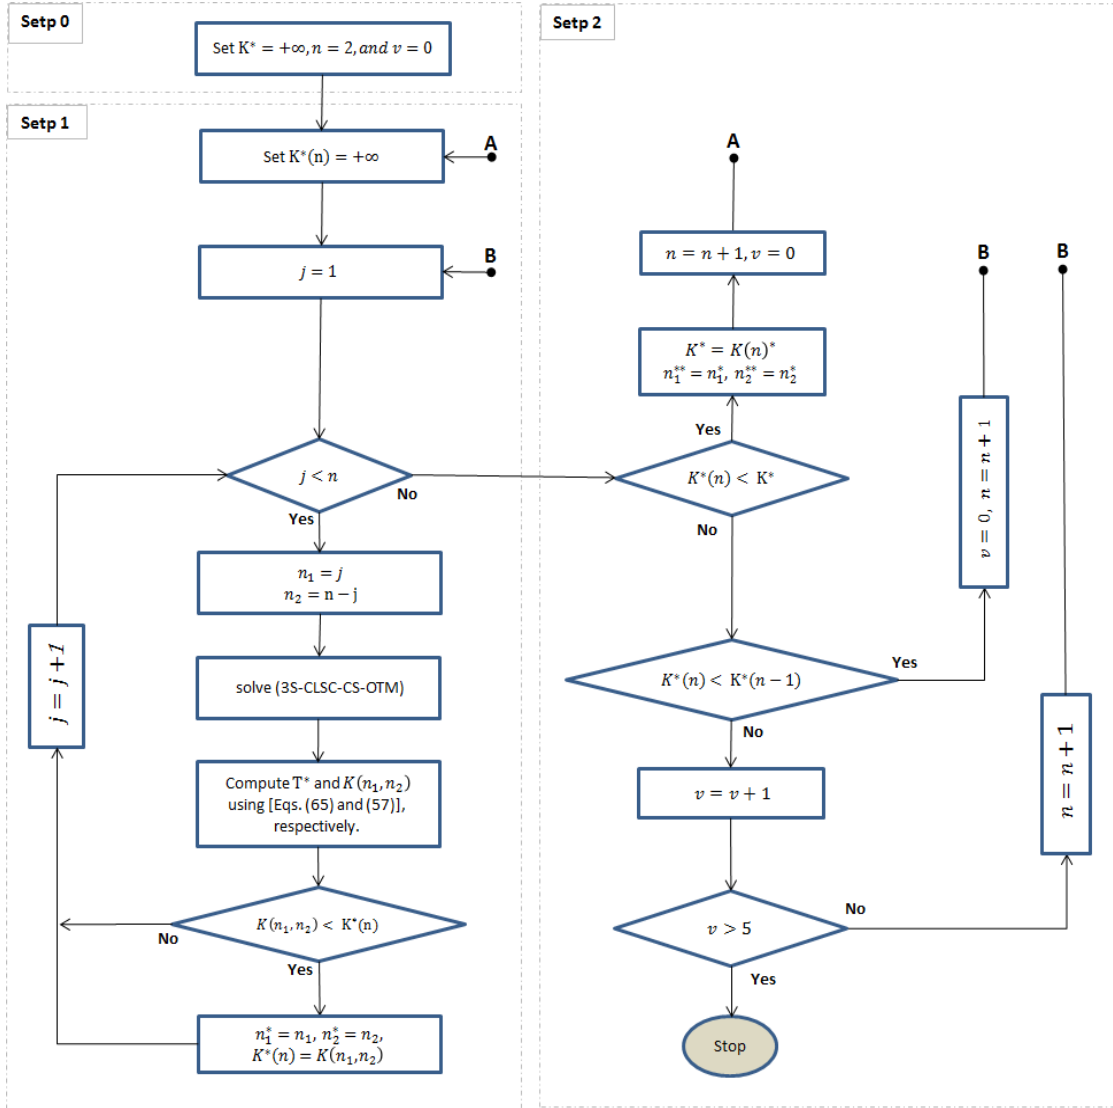 Setp 0
Set K* = +∞, n = 2, and v = 0
Setp 1
Set K*(n) = +∞
A
j = 1
B
j < n
No
Yes
n₁ = j
n₂ = n − j
solve (3S-CLSC-CS-OTM)
Compute T* and K(n₁, n₂)
using [Eqs. (65) and (57)],
respectively.
K(n₁, n₂) < K*(n)
No
Yes
n₁* = n₁, n₂* = n₂,
K*(n) = K(n₁,n₂)
j = j +1
Setp 2
A
n = n + 1, v = 0
K* = K(n)*
n₁** = n₁*, n₂** = n₂*
Yes
K*(n) < K*
No
K*(n) < K*(n − 1)
Yes
No
v = v + 1
v > 5
No
Yes
Stop
B
v = 0, n = n + 1
B
n = n + 1